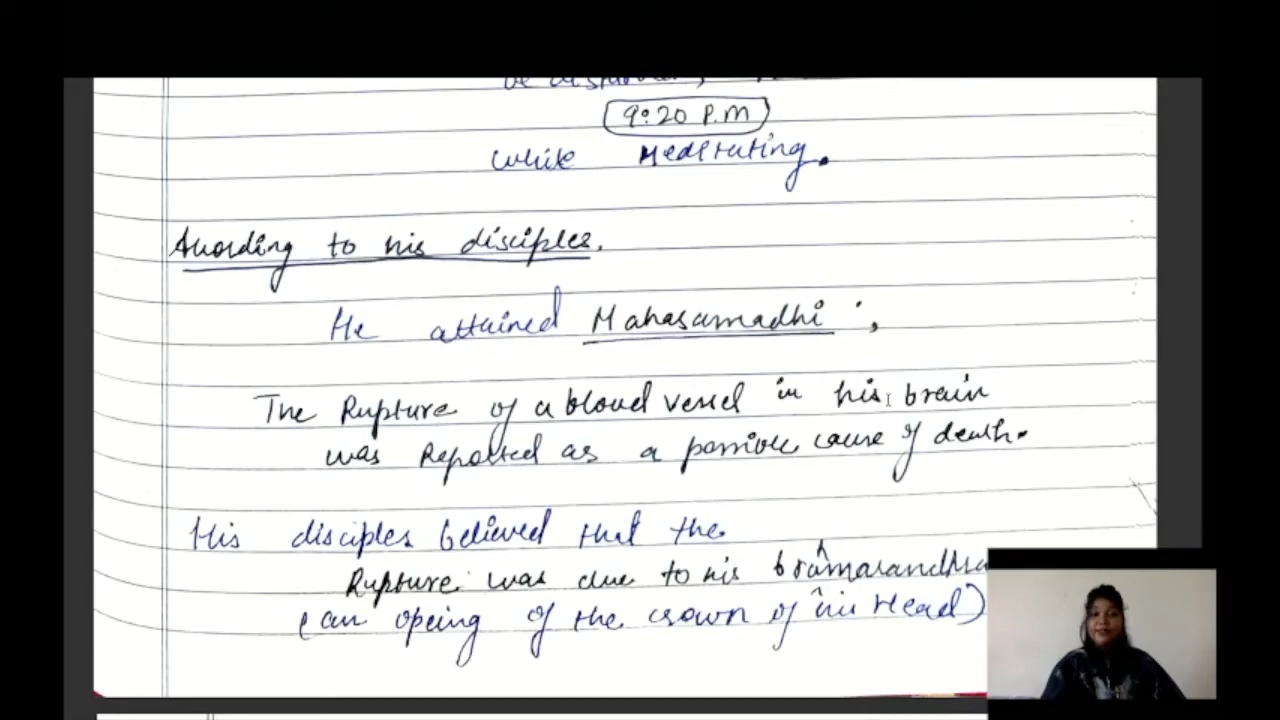 9:20 P.M
While Meditating.
According to his disciples.
He attained Mahasamadhi ;
The Rupture of a blood vessel in his brain
was Reported as a possible cause of death.
His disciples believed that the
Rupture was due to his brahmarandhra
(an opeing of the crown of his Head)